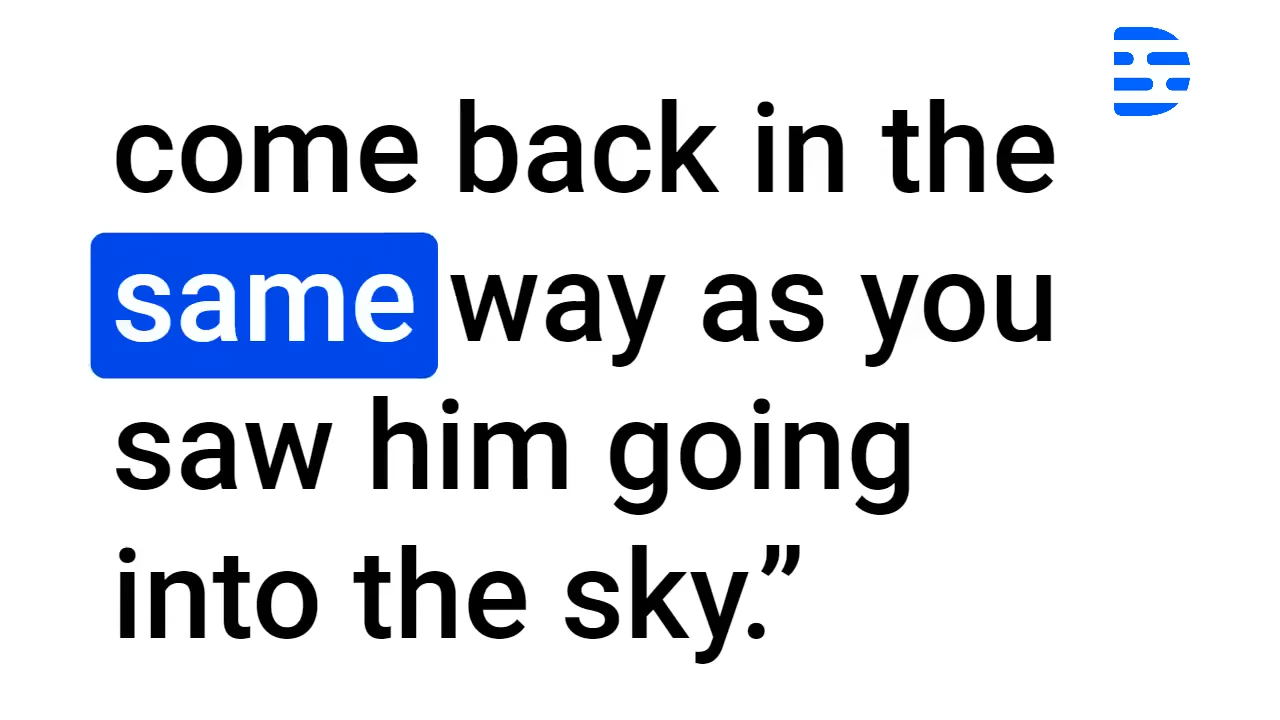 come back in the
same way as you
saw him going
into the sky.”